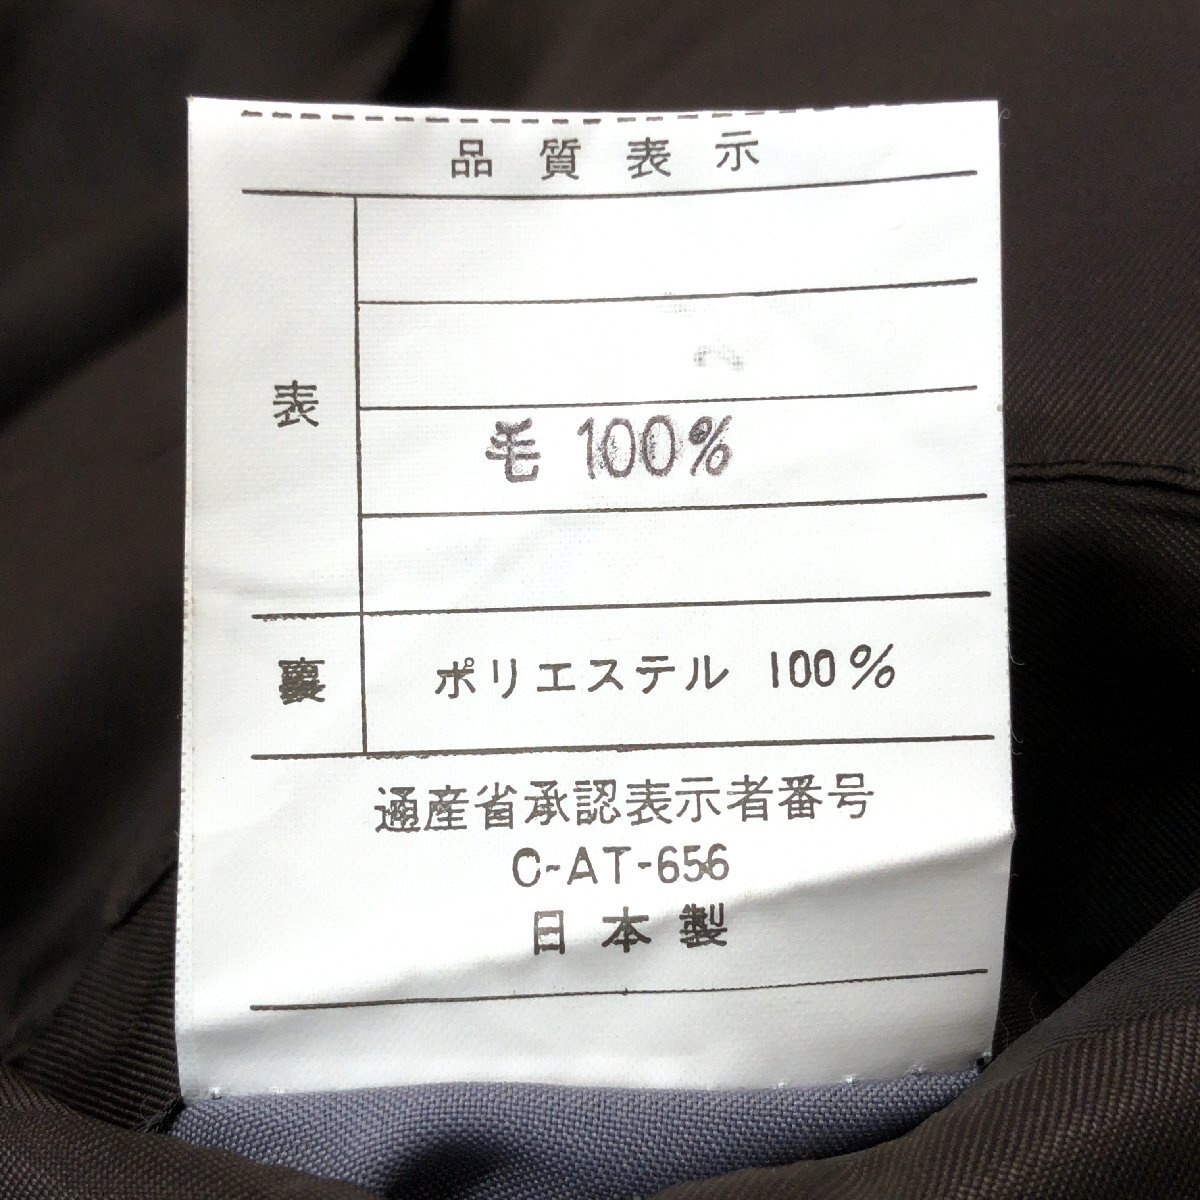 品質表示
表
毛 100%
裏 ポリエステル 100%
通産省承認表示者番号
C-AT-656
日本製